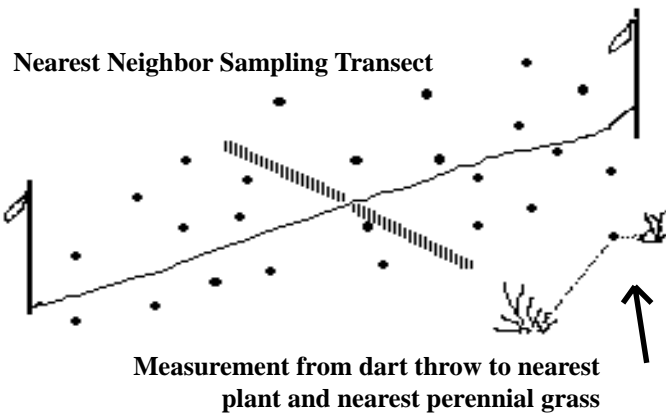 Nearest Neighbor Sampling Transect
Measurement from dart throw to nearest
plant and nearest perennial grass